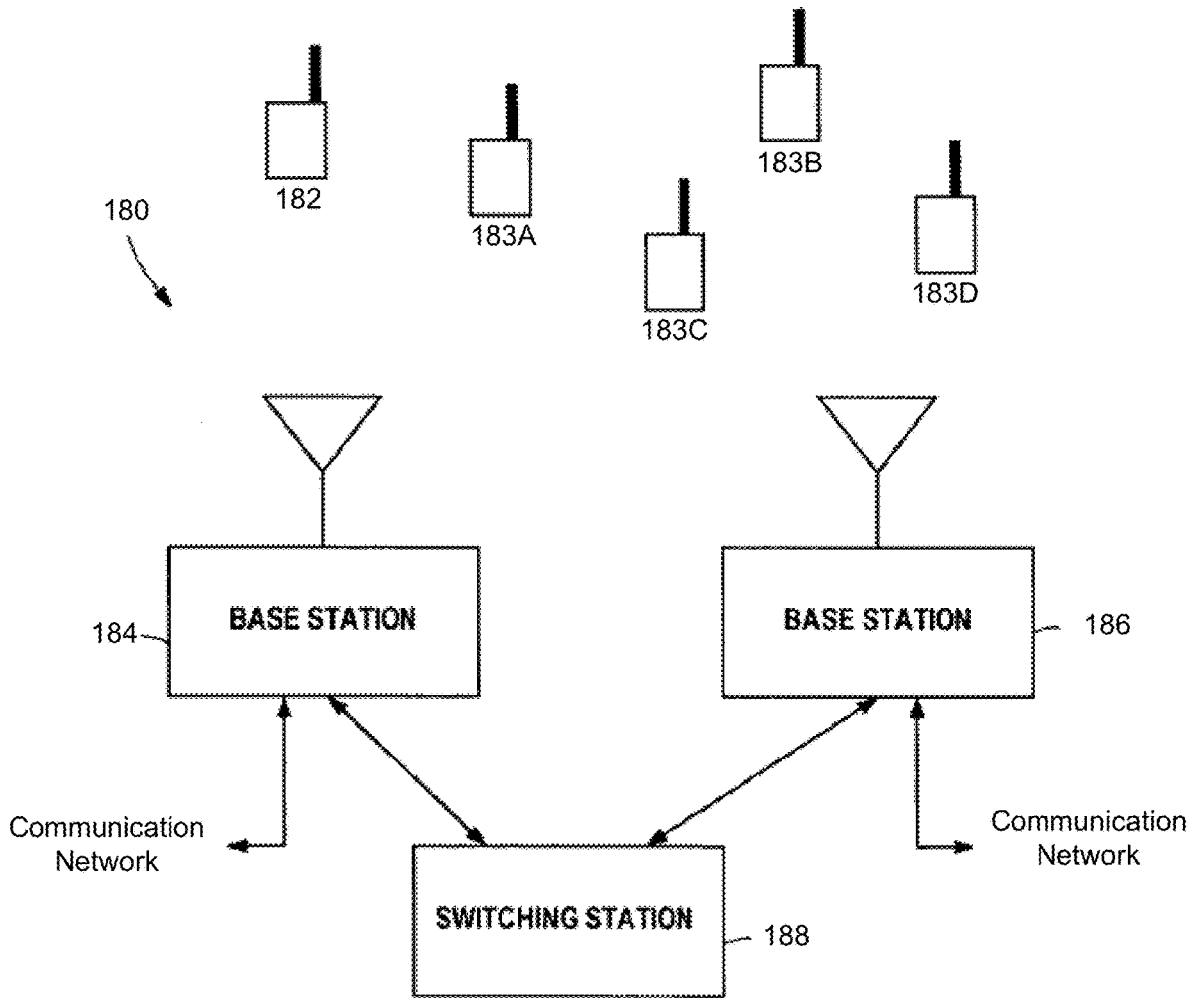 183B
182
183A
180
183D
183C
BASE STATION
BASE STATION
184
186
Communication
Network
Communication
Network
SWITCHING STATION
188